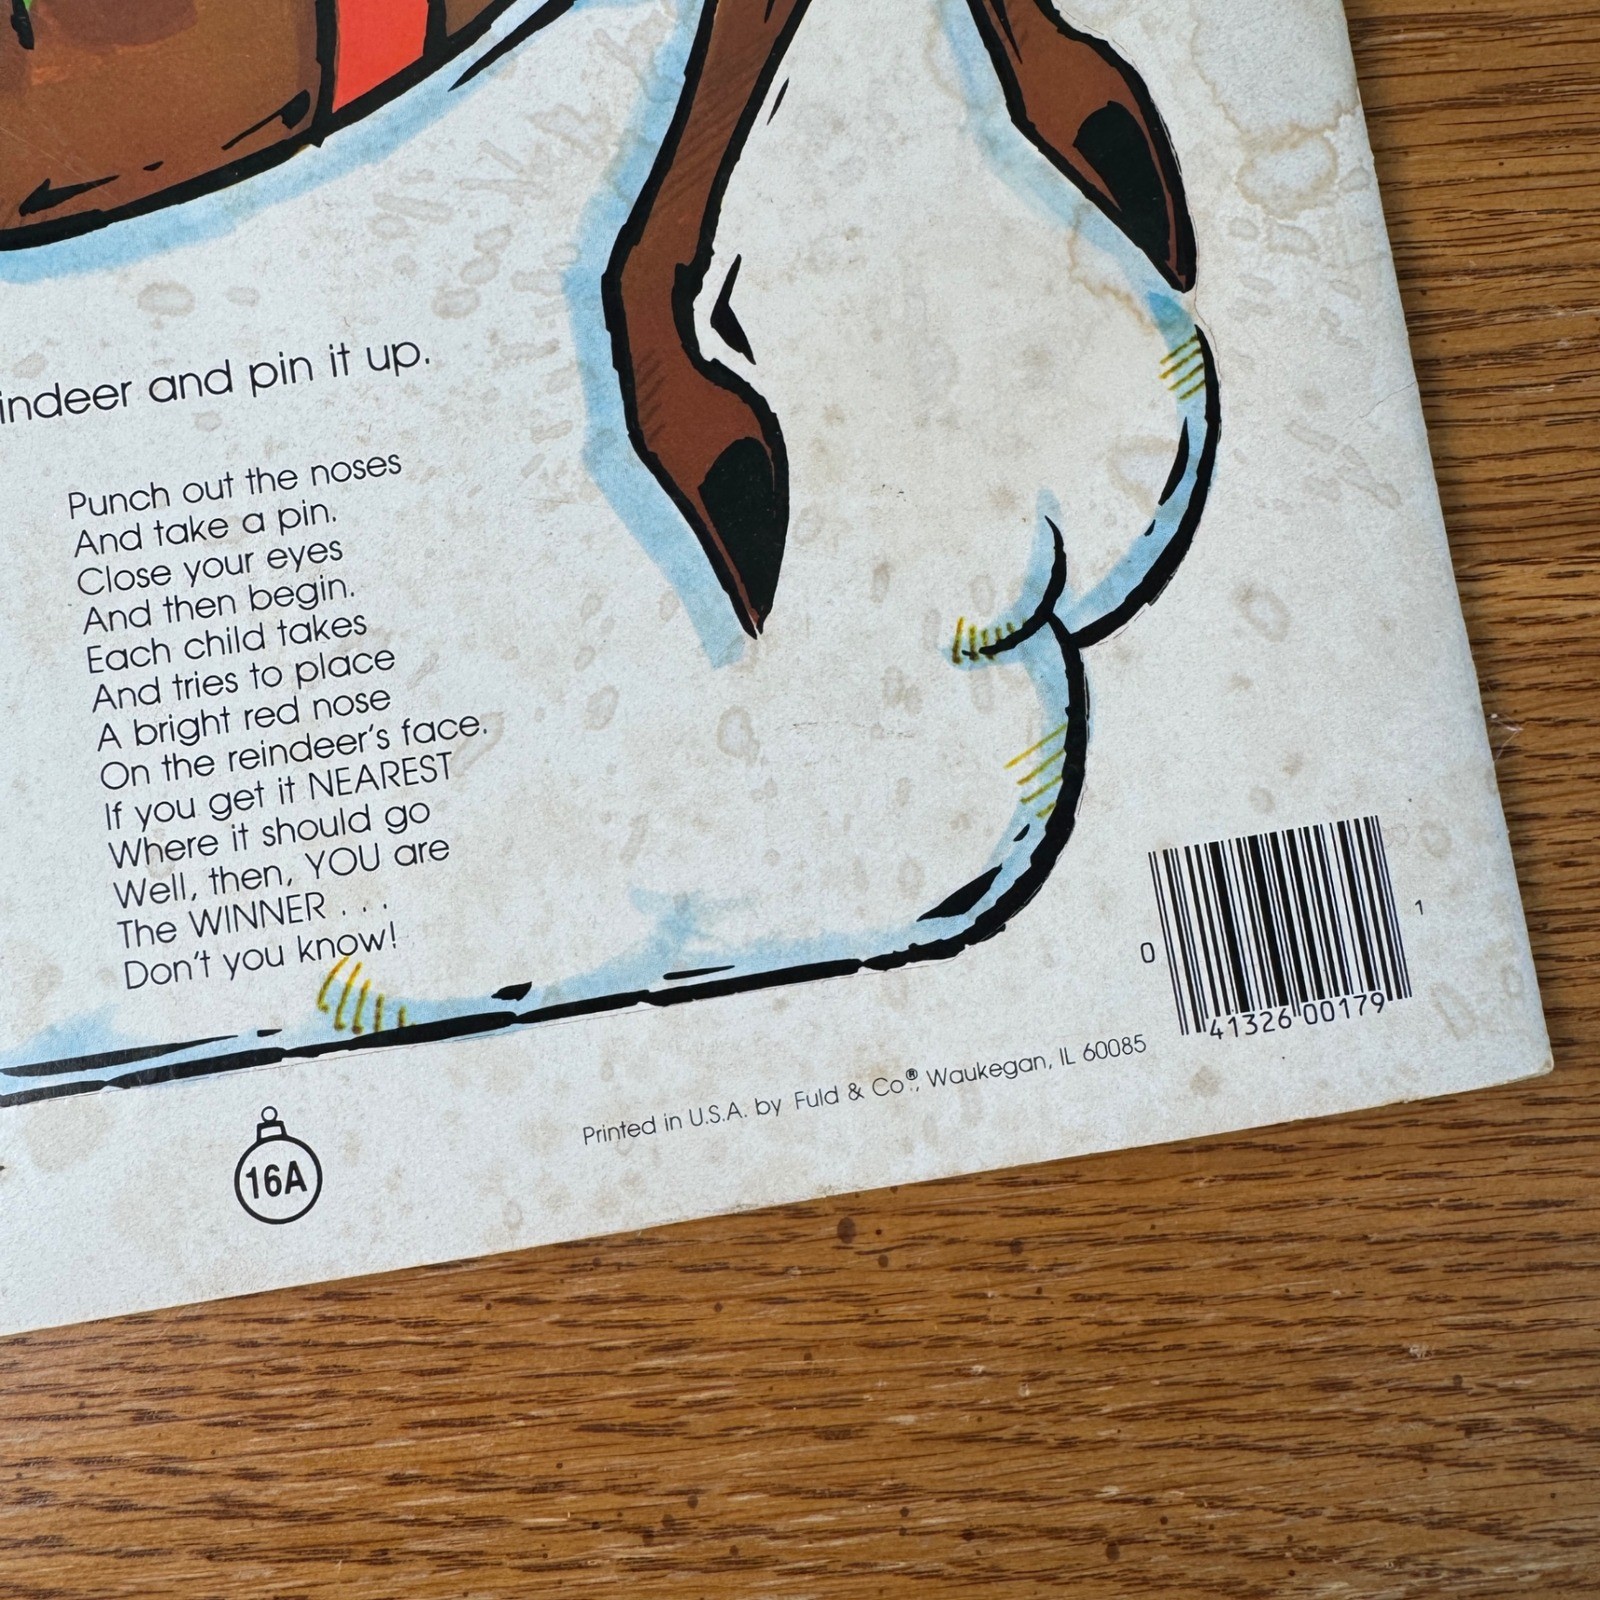 indeer and pin it up.
Punch out the noses
And take a pin.
Close your eyes
And then begin.
Each child takes
And tries to place
A bright red nose
On the reindeer's face.
If you get it NEAREST
Where it should go
Well, then, YOU are
The WINNER . . .
Don't you know!
0 41326 00179 1
Printed in U.S.A. by Fuld & Co.®, Waukegan, IL 60085
16A